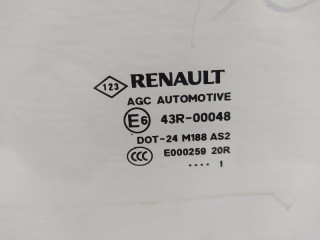 123 RENAULT
AGC AUTOMOTIVE
E6 43R-00048
DOT-24 M188 AS2
CCC E000259 20R
.... 1